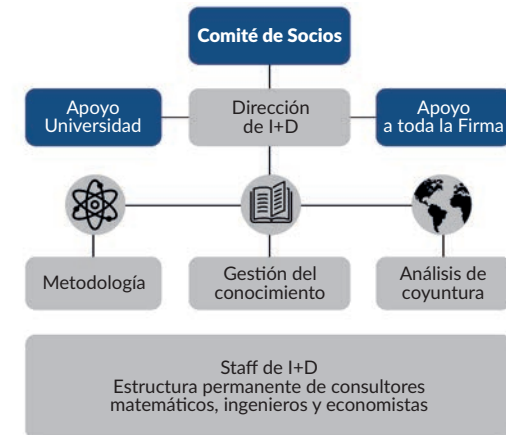 Comité de Socios
Apoyo
Universidad
Dirección
de I+D
Apoyo
a toda la Firma
Metodología
Gestión del
conocimiento
Análisis de
coyuntura
Staff de I+D
Estructura permanente de consultores
matemáticos, ingenieros y economistas